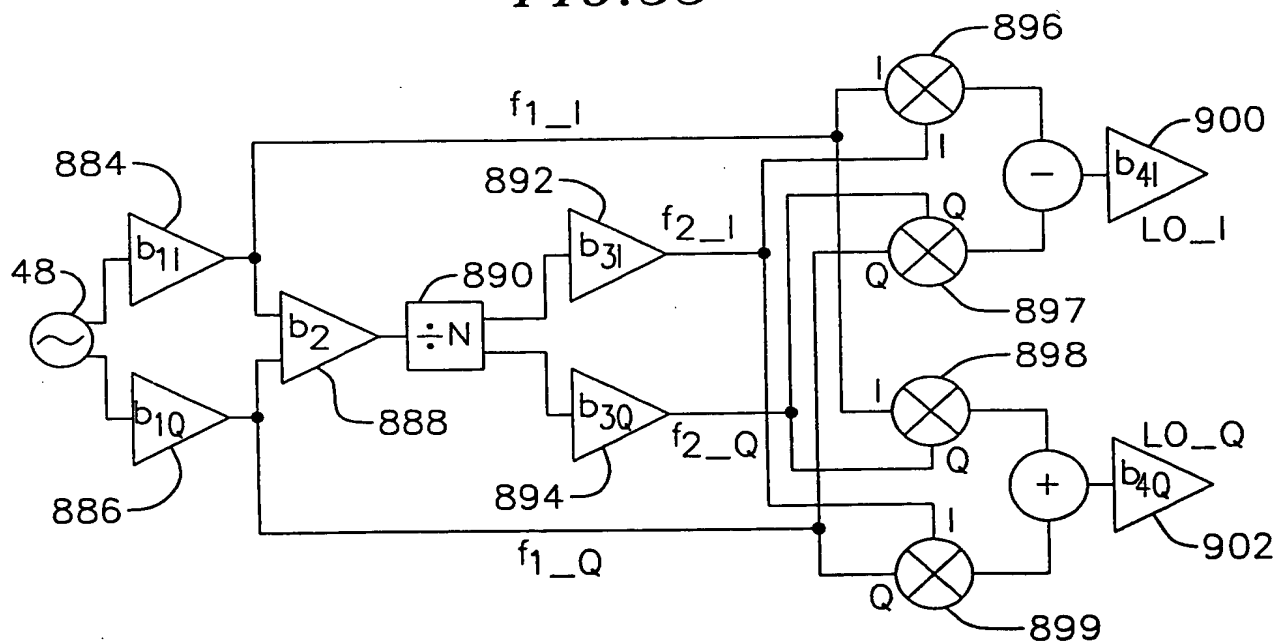 896
I
f1_I
I
900
b4I
884
892
f2_I
Q
−
LO_I
b1I
b3I
48
890
Q
897
b2
÷N
898
888
I
b1Q
b3Q
f2_Q
Q
LO_Q
+
b4Q
886
894
I
902
f1_Q
Q
899